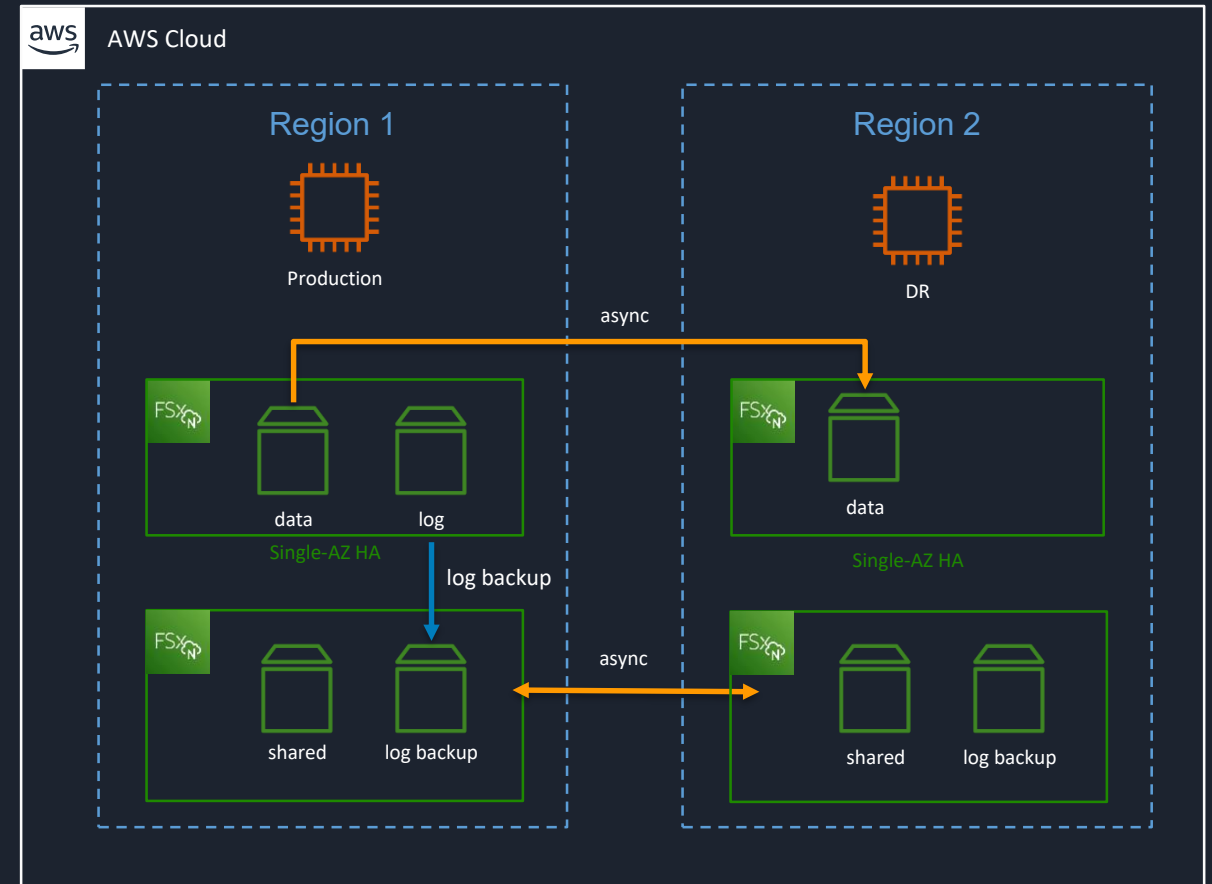 aws
AWS Cloud
Region 1
Region 2
Production
DR
async
FSx
N
data
log
Single-AZ HA
FSx
N
data
Single-AZ HA
log backup
FSx
N
shared
log backup
async
FSx
N
shared
log backup